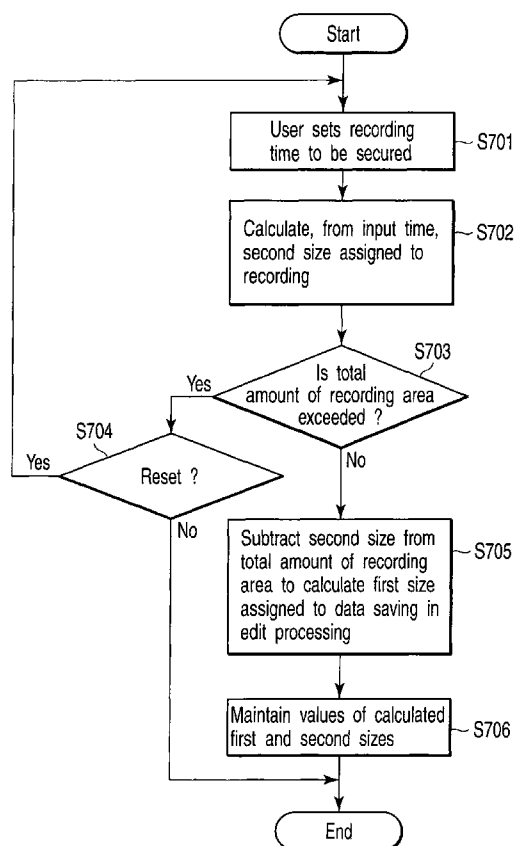 Start
User sets recording
time to be secured
S701
Calculate, from input time,
second size assigned to
recording
S702
S703
Is total
amount of recording area
exceeded ?
Yes
No
S704
Reset ?
Yes
No
Subtract second size from
total amount of recording
area to calculate first size
assigned to data saving in
edit processing
S705
Maintain values of calculated
first and second sizes
S706
End